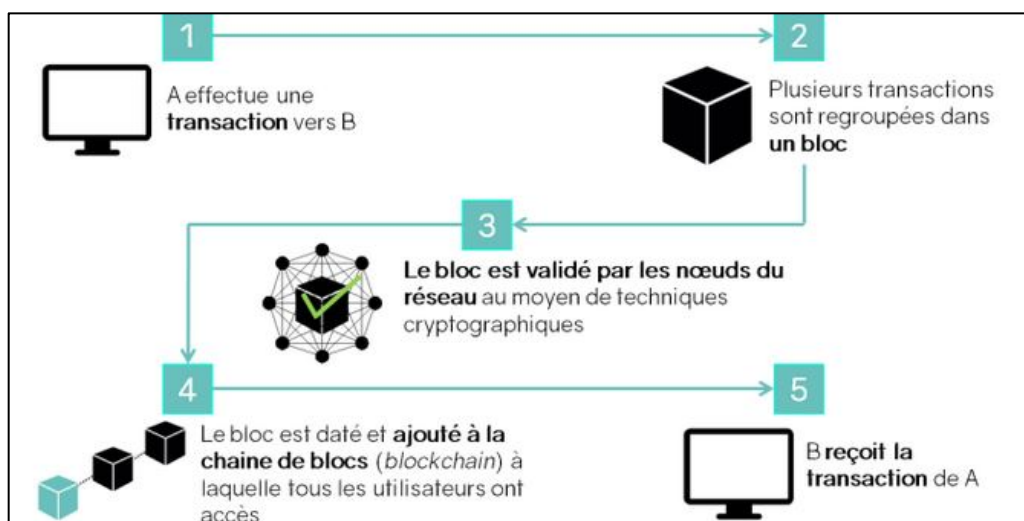 1
2
A effectue une
transaction vers B
Plusieurs transactions
sont regroupées dans
un bloc
3
Le bloc est validé par les nœuds du
réseau au moyen de techniques
cryptographiques
4
5
Le bloc est daté et ajouté à la
chaine de blocs (blockchain) à
laquelle tous les utilisateurs ont
accès
B reçoit la
transaction de A